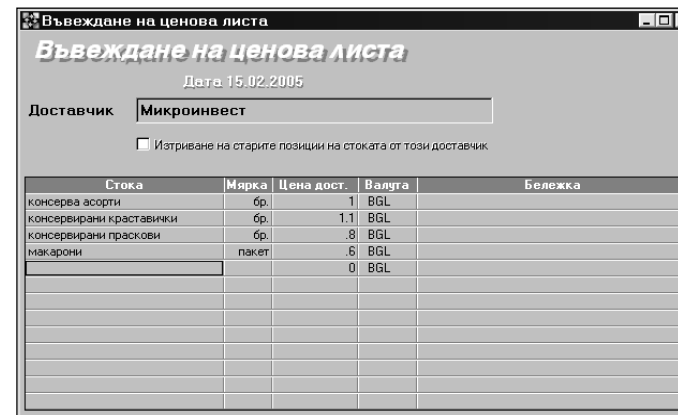 Въвеждане на ценова листа
Въвеждане на ценова листа
Дата 15.02.2005
Доставчик Микроинвест
Изтриване на старите позиции на стоката от този доставчик
Стока Мярка Цена дост. Валута Бележка
консерва асорти бр. 1 BGL
консервирани краставички бр. 1.1 BGL
консервирани праскови бр. .8 BGL
макарони пакет .6 BGL
0 BGL